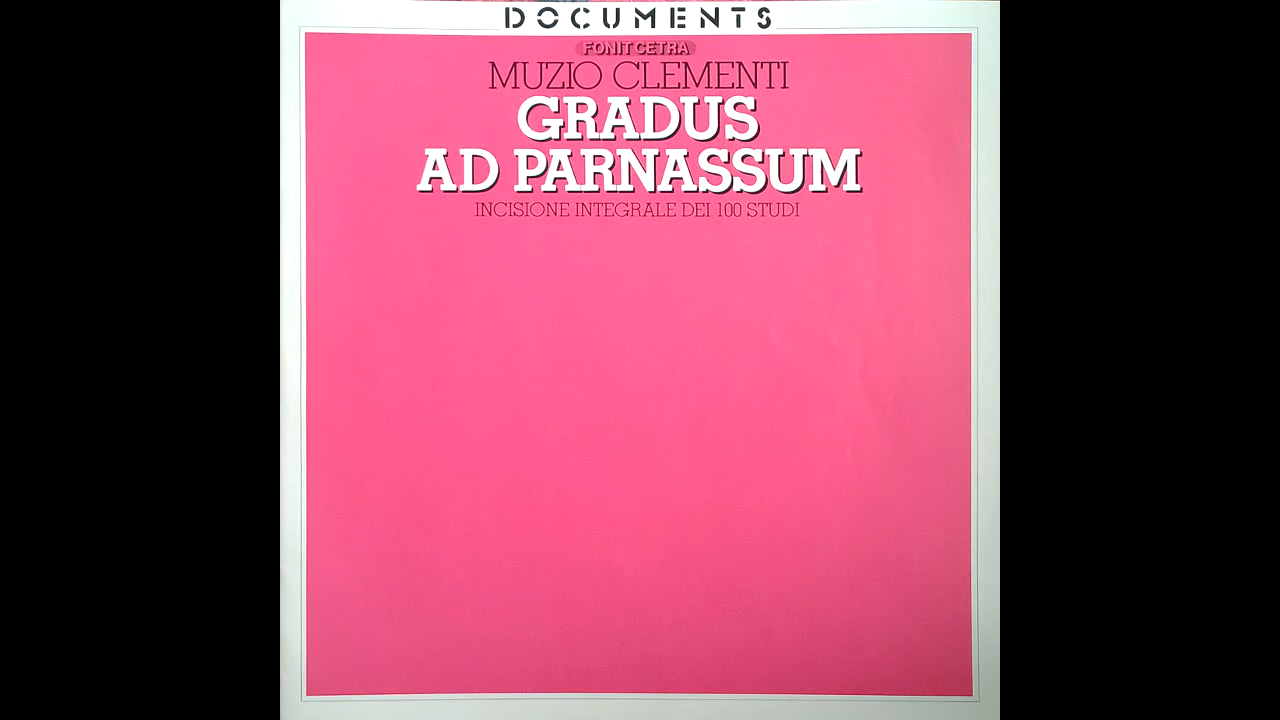 DOCUMENTS
FONIT CETRA
MUZIO CLEMENTI
GRADUS
AD PARNASSUM
INCISIONE INTEGRALE DEI 100 STUDI